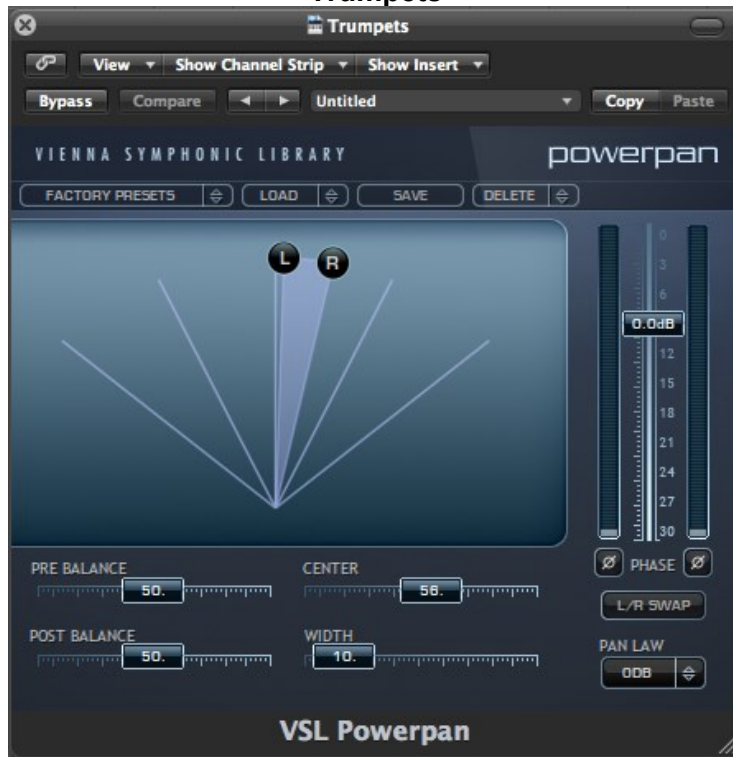 Trumpets
View Show Channel Strip Show Insert
Bypass Compare Untitled Copy Paste
VIENNA SYMPHONIC LIBRARY powerpan
FACTORY PRESETS LOAD SAVE DELETE
L R
0
3
6
0.0dB
12
15
18
21
24
27
30
Ø PHASE Ø
PRE BALANCE CENTER
50. 56.
L/R SWAP
POST BALANCE WIDTH
50. 10.
PAN LAW
0DB
VSL Powerpan